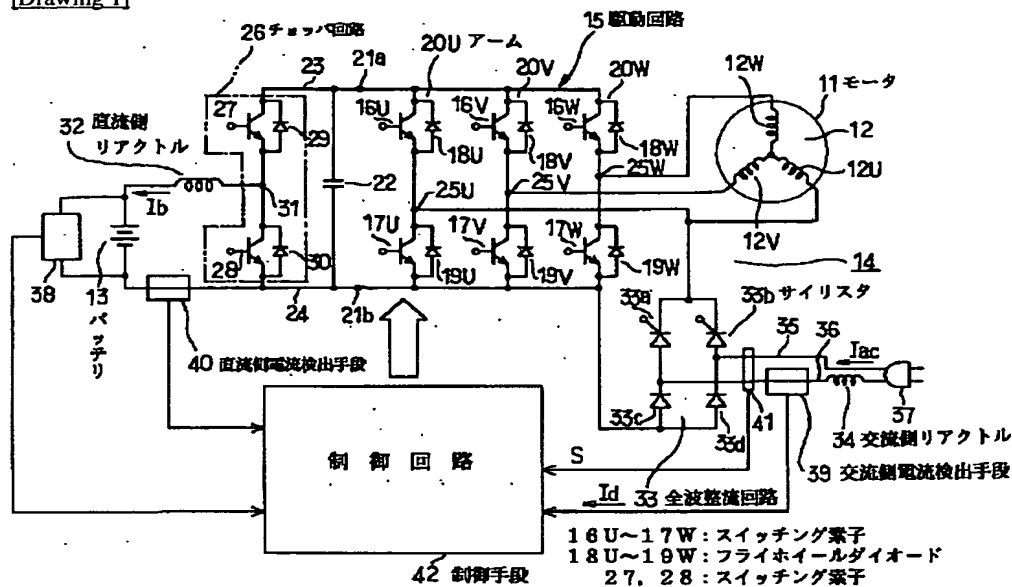 [Drawing 1]
26 チョッパ回路
15 駆動回路
20U アーム
21a
23
20V
20W
12W
11 モータ
27
16U
16V
16W
12
32 直流側
リアクトル
29
18U
18V
18W
12U
22
25U
25V
25W
Ib
31
12V
17U
17V
17W
28
30
19U
19V
19W
14
38
13 バッテリ
24
21b
33a
33b サイリスタ
35
36
Iac
40 直流側電流検出手段
37
33c
33d
41
34 交流側リアクトル
制御回路
S
39 交流側電流検出手段
Id
33 全波整流回路
16U~17W:スイッチング素子
18U~19W:フライホイールダイオード
27,28:スイッチング素子
42 制御手段